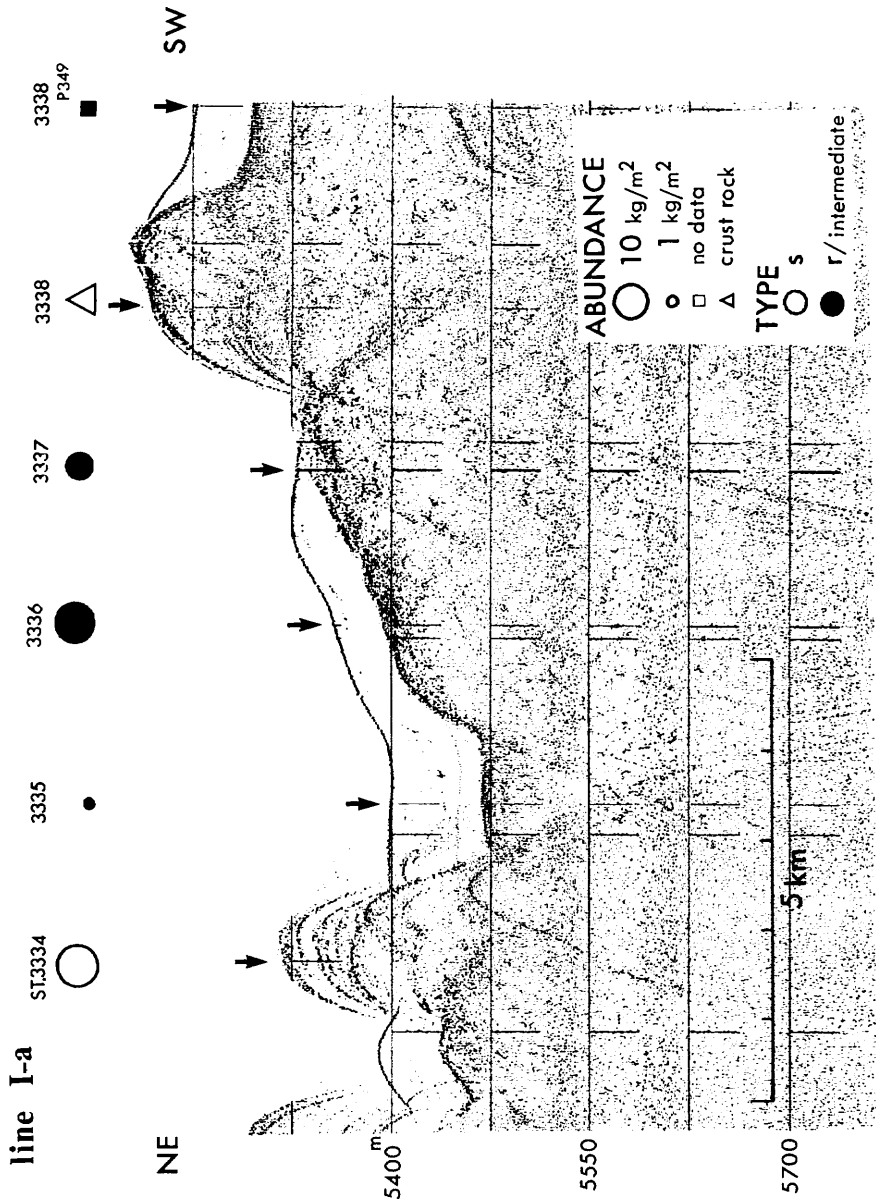 line I-a
ST.3334
3335
3336
3337
3338
3338
P349
NE
SW
5400 m
5550
5700
5 km
ABUNDANCE
10 kg/m²
1 kg/m²
no data
crust rock
TYPE
s
r/intermediate